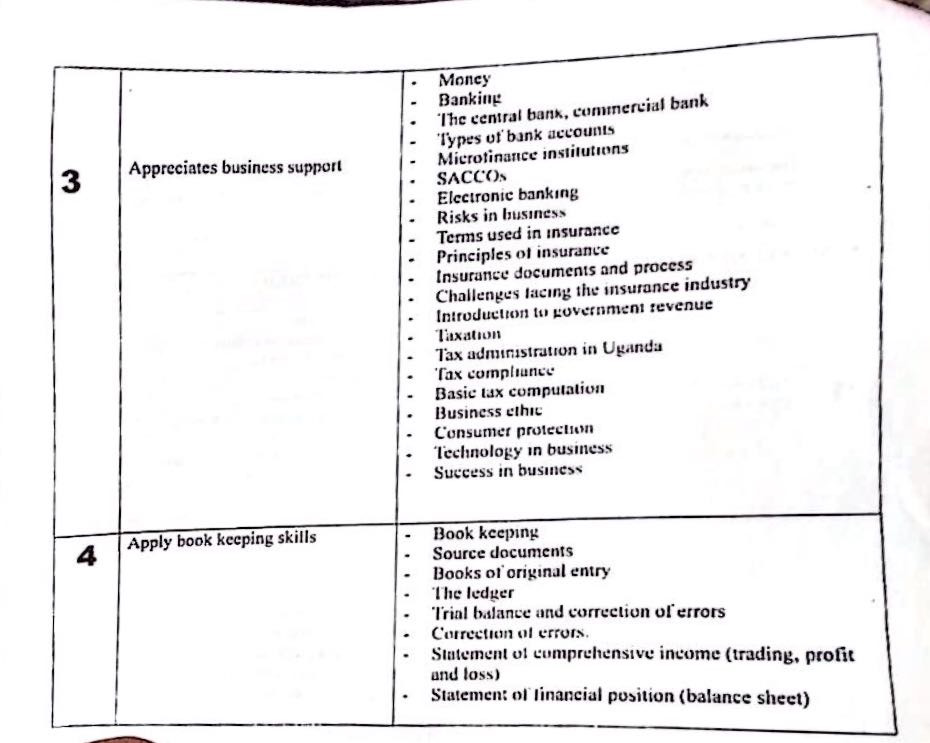 3
Appreciates business support
- Money
- Banking
- The central bank, commercial bank
- Types of bank accounts
- Microfinance institutions
- SACCOs
- Electronic banking
- Risks in business
- Terms used in insurance
- Principles of insurance
- Insurance documents and process
- Challenges facing the insurance industry
- Introduction to government revenue
- Taxation
- Tax administration in Uganda
- Tax compliance
- Basic tax computation
- Business ethic
- Consumer protection
- Technology in business
- Success in business
4
Apply book keeping skills
- Book keeping
- Source documents
- Books of original entry
- The ledger
- Trial balance and correction of errors
- Correction of errors.
- Statement of comprehensive income (trading, profit
and loss)
- Statement of financial position (balance sheet)